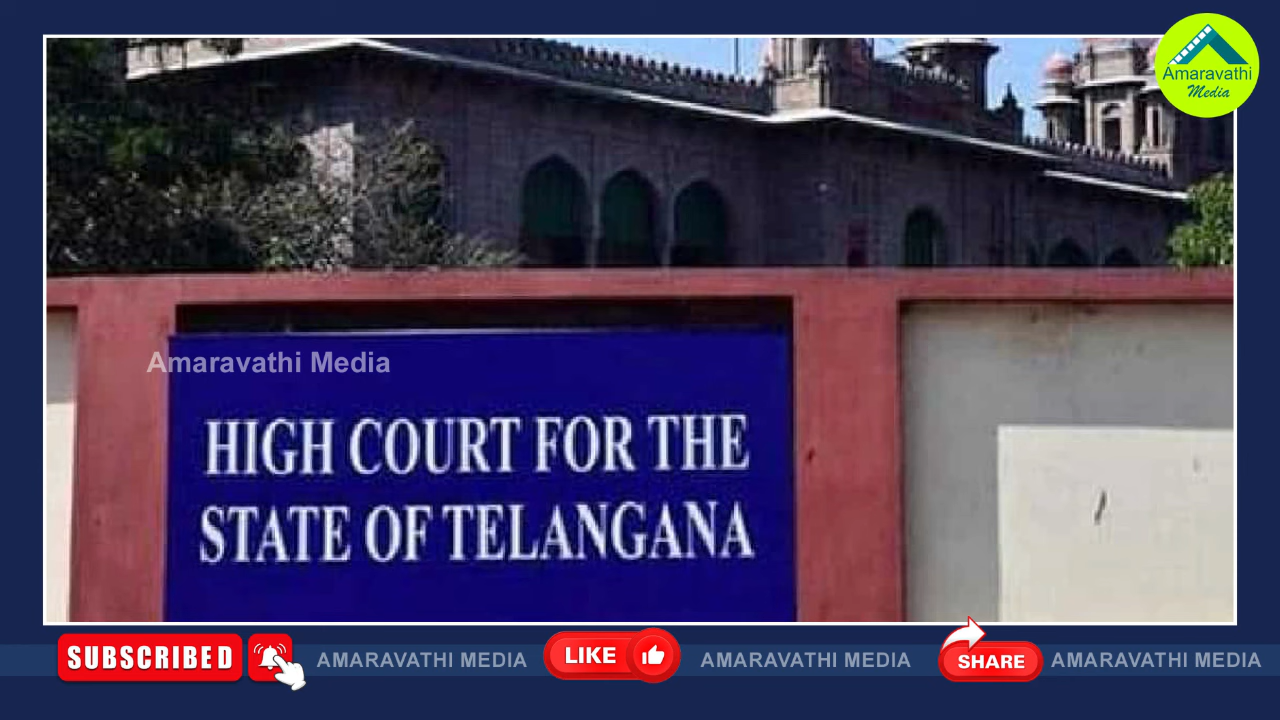 Amaravathi
Media
Amaravathi Media
HIGH COURT FOR THE
STATE OF TELANGANA
SUBSCRIBED
AMARAVATHI MEDIA
LIKE
AMARAVATHI MEDIA
SHARE
AMARAVATHI MEDIA